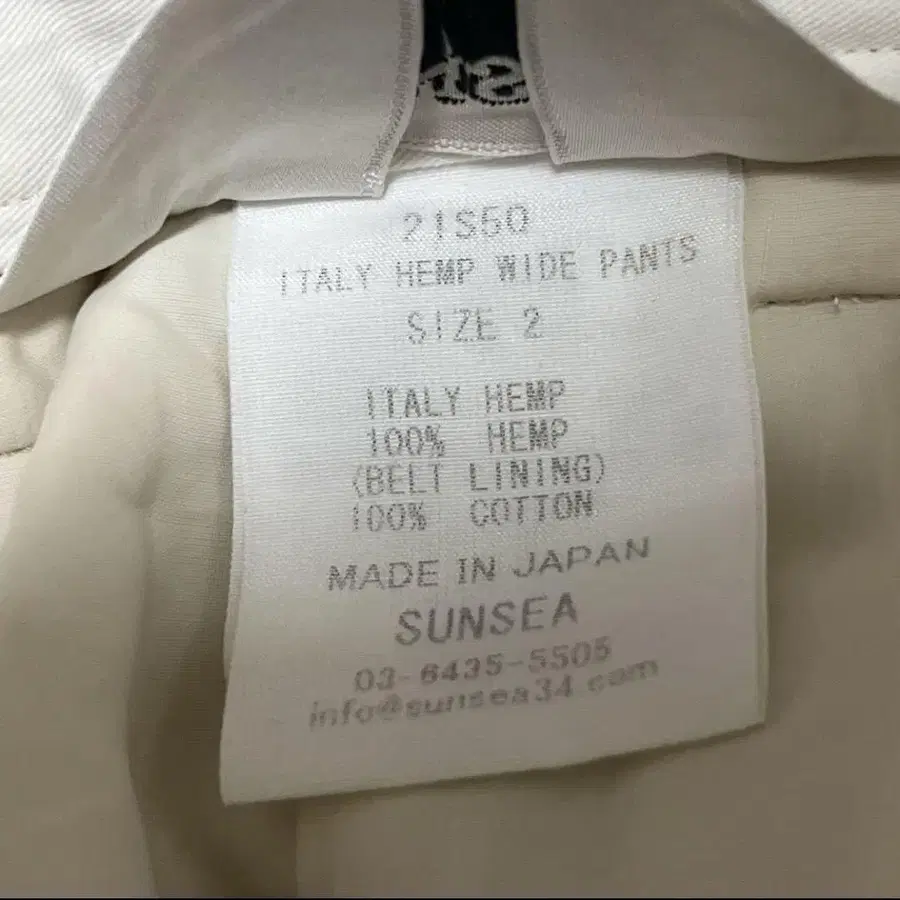 21S50
ITALY HEMP WIDE PANTS
SIZE 2
ITALY HEMP
100% HEMP
(BELT LINING)
100% COTTON
MADE IN JAPAN
SUNSEA
03-6435-5505
info@sunsea34.com